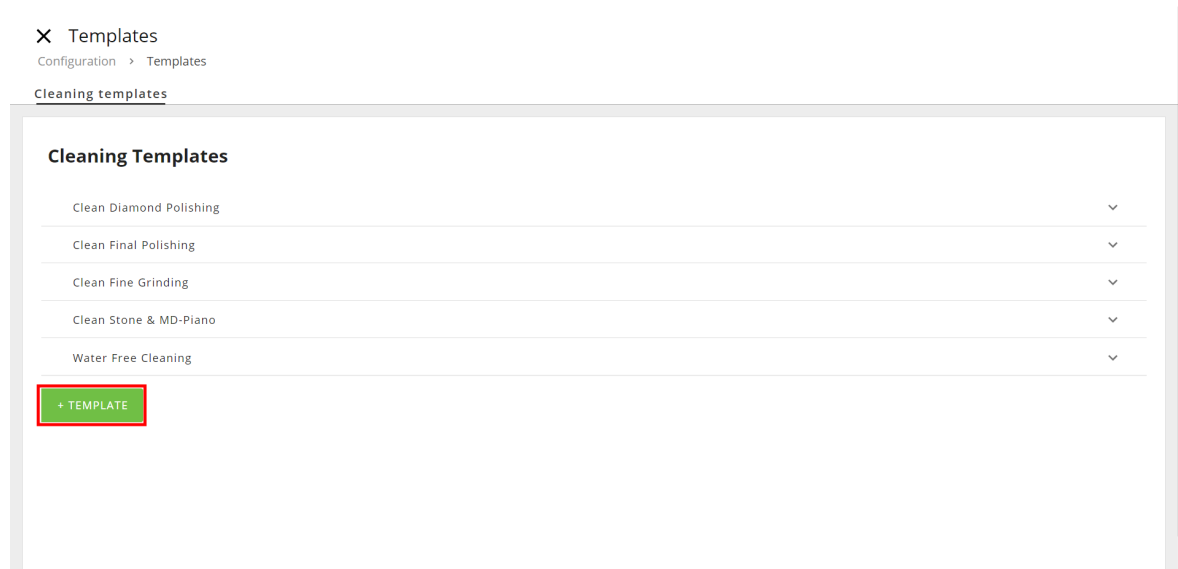 Templates
Configuration > Templates
Cleaning templates
Cleaning Templates
Clean Diamond Polishing
Clean Final Polishing
Clean Fine Grinding
Clean Stone & MD-Piano
Water Free Cleaning
+ TEMPLATE